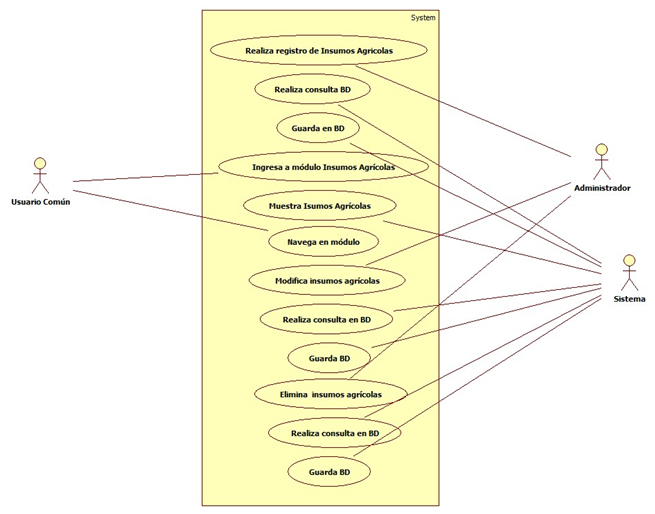 System
Realiza registro de Insumos Agricolas
Realiza consulta BD
Guarda en BD
Ingresa a módulo Insumos Agrícolas
Muestra Isumos Agrícolas
Navega en módulo
Modifica insumos agrícolas
Realiza consulta en BD
Guarda BD
Elimina insumos agrícolas
Realiza consulta en BD
Guarda BD
Usuario Común
Administrador
Sistema